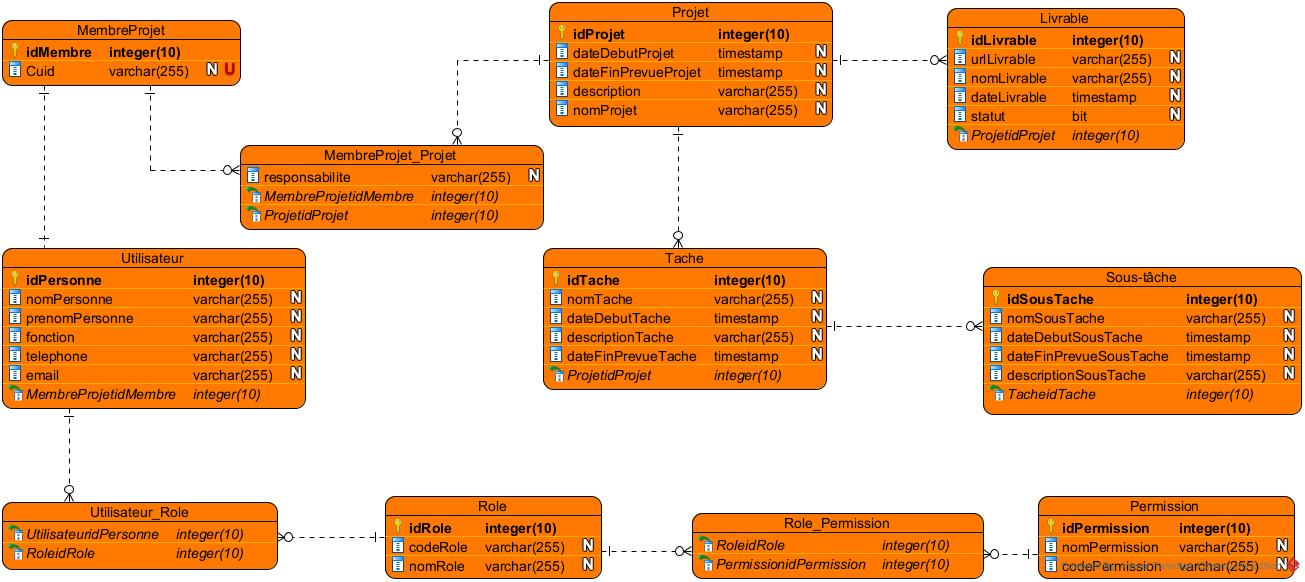 MembreProjet
idMembre integer(10)
Cuid varchar(255) N U
Projet
idProjet integer(10)
dateDebutProjet timestamp N
dateFinPrevueProjet timestamp N
description varchar(255) N
nomProjet varchar(255) N
Livrable
idLivrable integer(10)
urlLivrable varchar(255) N
nomLivrable varchar(255) N
dateLivrable timestamp N
statut bit N
ProjetidProjet integer(10)
MembreProjet_Projet
responsabilite varchar(255) N
MembreProjetidMembre integer(10)
ProjetidProjet integer(10)
Utilisateur
idPersonne integer(10)
nomPersonne varchar(255) N
prenomPersonne varchar(255) N
fonction varchar(255) N
telephone varchar(255) N
email varchar(255) N
MembreProjetidMembre integer(10)
Tache
idTache integer(10)
nomTache varchar(255) N
dateDebutTache timestamp N
descriptionTache varchar(255) N
dateFinPrevueTache timestamp N
ProjetidProjet integer(10)
Sous-tâche
idSousTache integer(10)
nomSousTache varchar(255) N
dateDebutSousTache timestamp N
dateFinPrevueSousTache timestamp N
descriptionSousTache varchar(255) N
TacheidTache integer(10)
Utilisateur_Role
UtilisateuridPersonne integer(10)
RoleidRole integer(10)
Role
idRole integer(10)
codeRole varchar(255) N
nomRole varchar(255) N
Role_Permission
RoleidRole integer(10)
PermissionidPermission integer(10)
Permission
idPermission integer(10)
nomPermission varchar(255) N
codePermission varchar(255) N